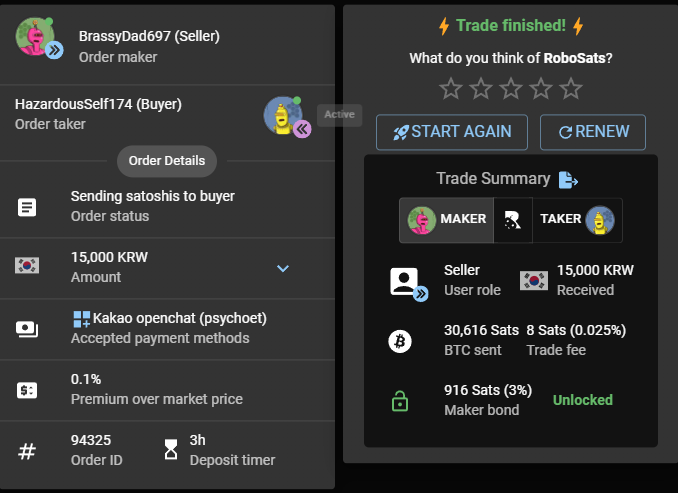 BrassyDad697 (Seller)
Order maker
HazardousSelf174 (Buyer)
Order taker
Active
Order Details
Sending satoshis to buyer
Order status
15,000 KRW
Amount
Kakao openchat (psychoet)
Accepted payment methods
0.1%
Premium over market price
94325
Order ID
3h
Deposit timer
Trade finished!
What do you think of RoboSats?
START AGAIN
RENEW
Trade Summary
MAKER
TAKER
Seller
User role
15,000 KRW
Received
30,616 Sats
BTC sent
8 Sats (0.025%)
Trade fee
916 Sats (3%)
Maker bond
Unlocked